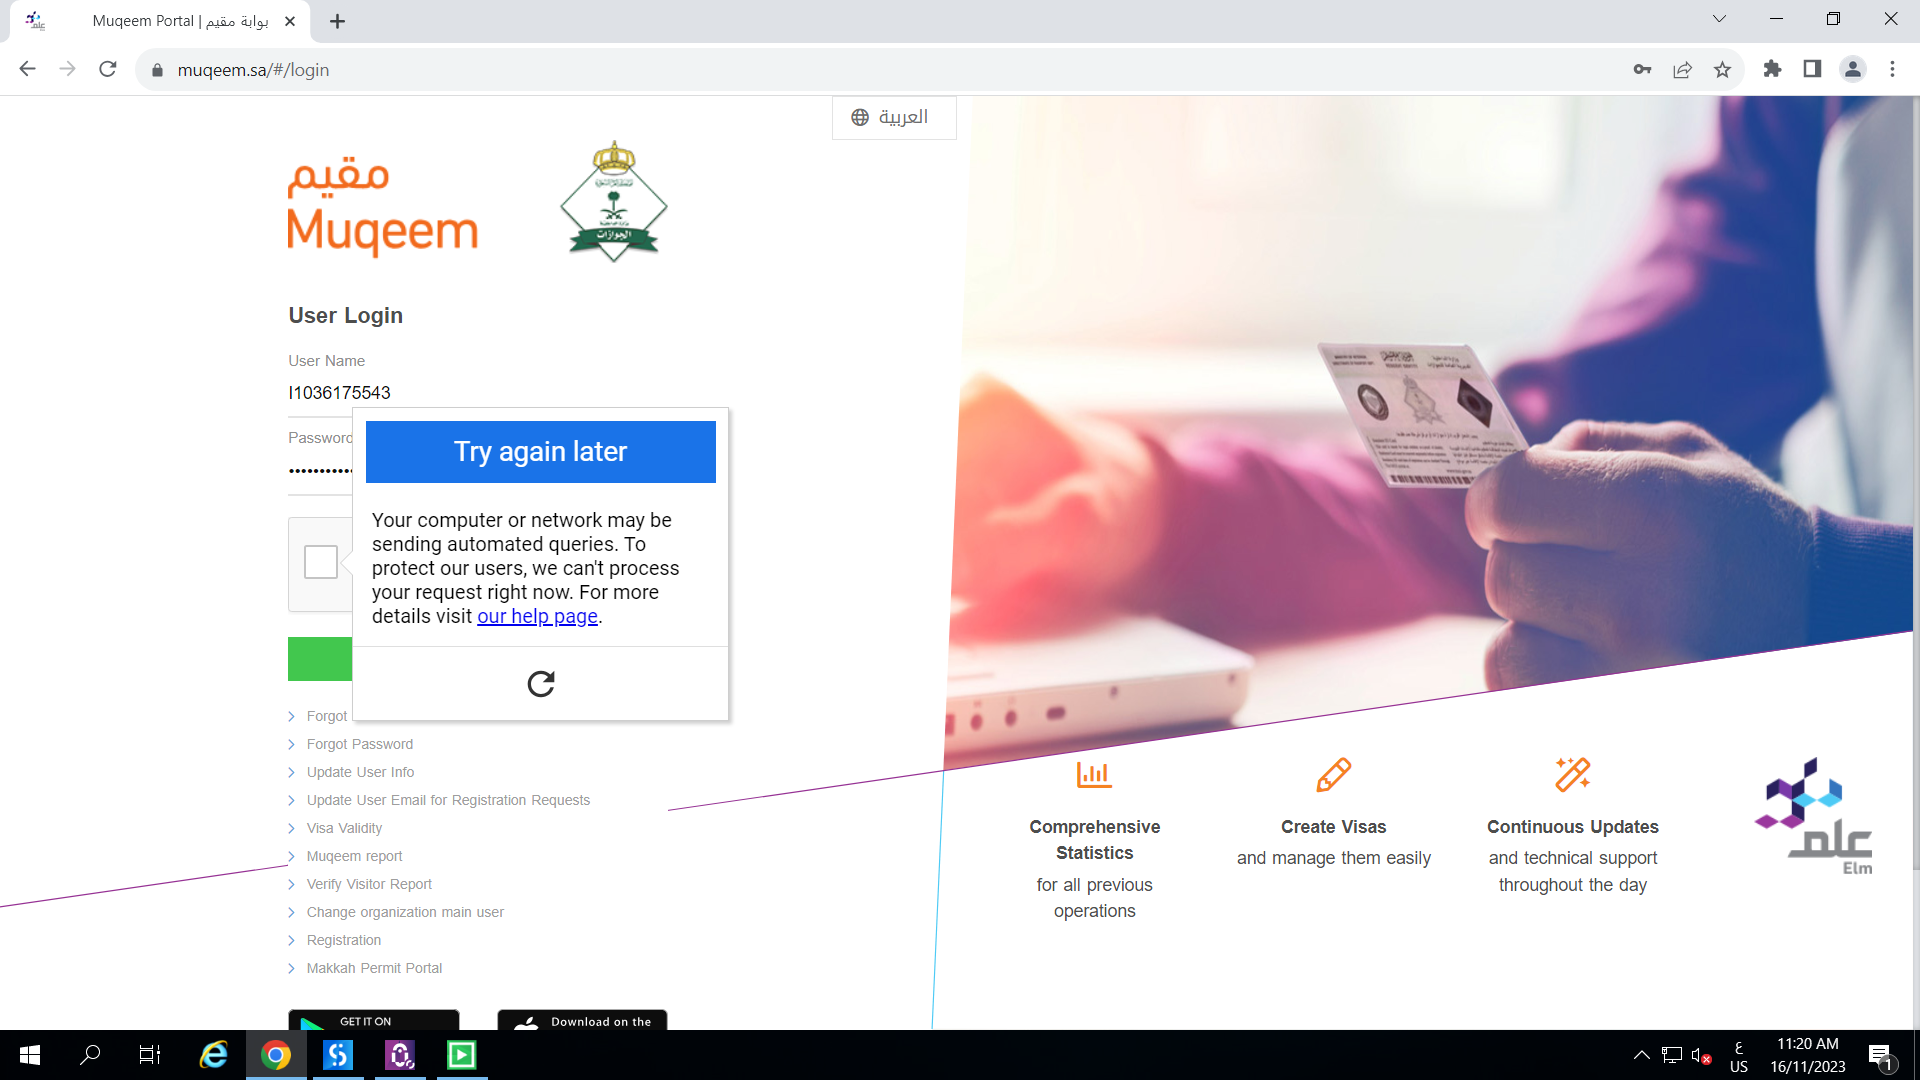 Muqeem Portal | بوابة مقيم
muqeem.sa/#/login
العربية
مقيم
Muqeem
الجوازات
User Login
User Name
I1036175543
Password
Try again later
Your computer or network may be
sending automated queries. To
protect our users, we can't process
your request right now. For more
details visit our help page.
Forgot
Forgot Password
Update User Info
Update User Email for Registration Requests
Visa Validity
Muqeem report
Verify Visitor Report
Change organization main user
Registration
Makkah Permit Portal
GET IT ON
Download on the
Comprehensive
Statistics
for all previous
operations
Create Visas
and manage them easily
Continuous Updates
and technical support
throughout the day
علم
Elm
ع
US
11:20 AM
16/11/2023
1